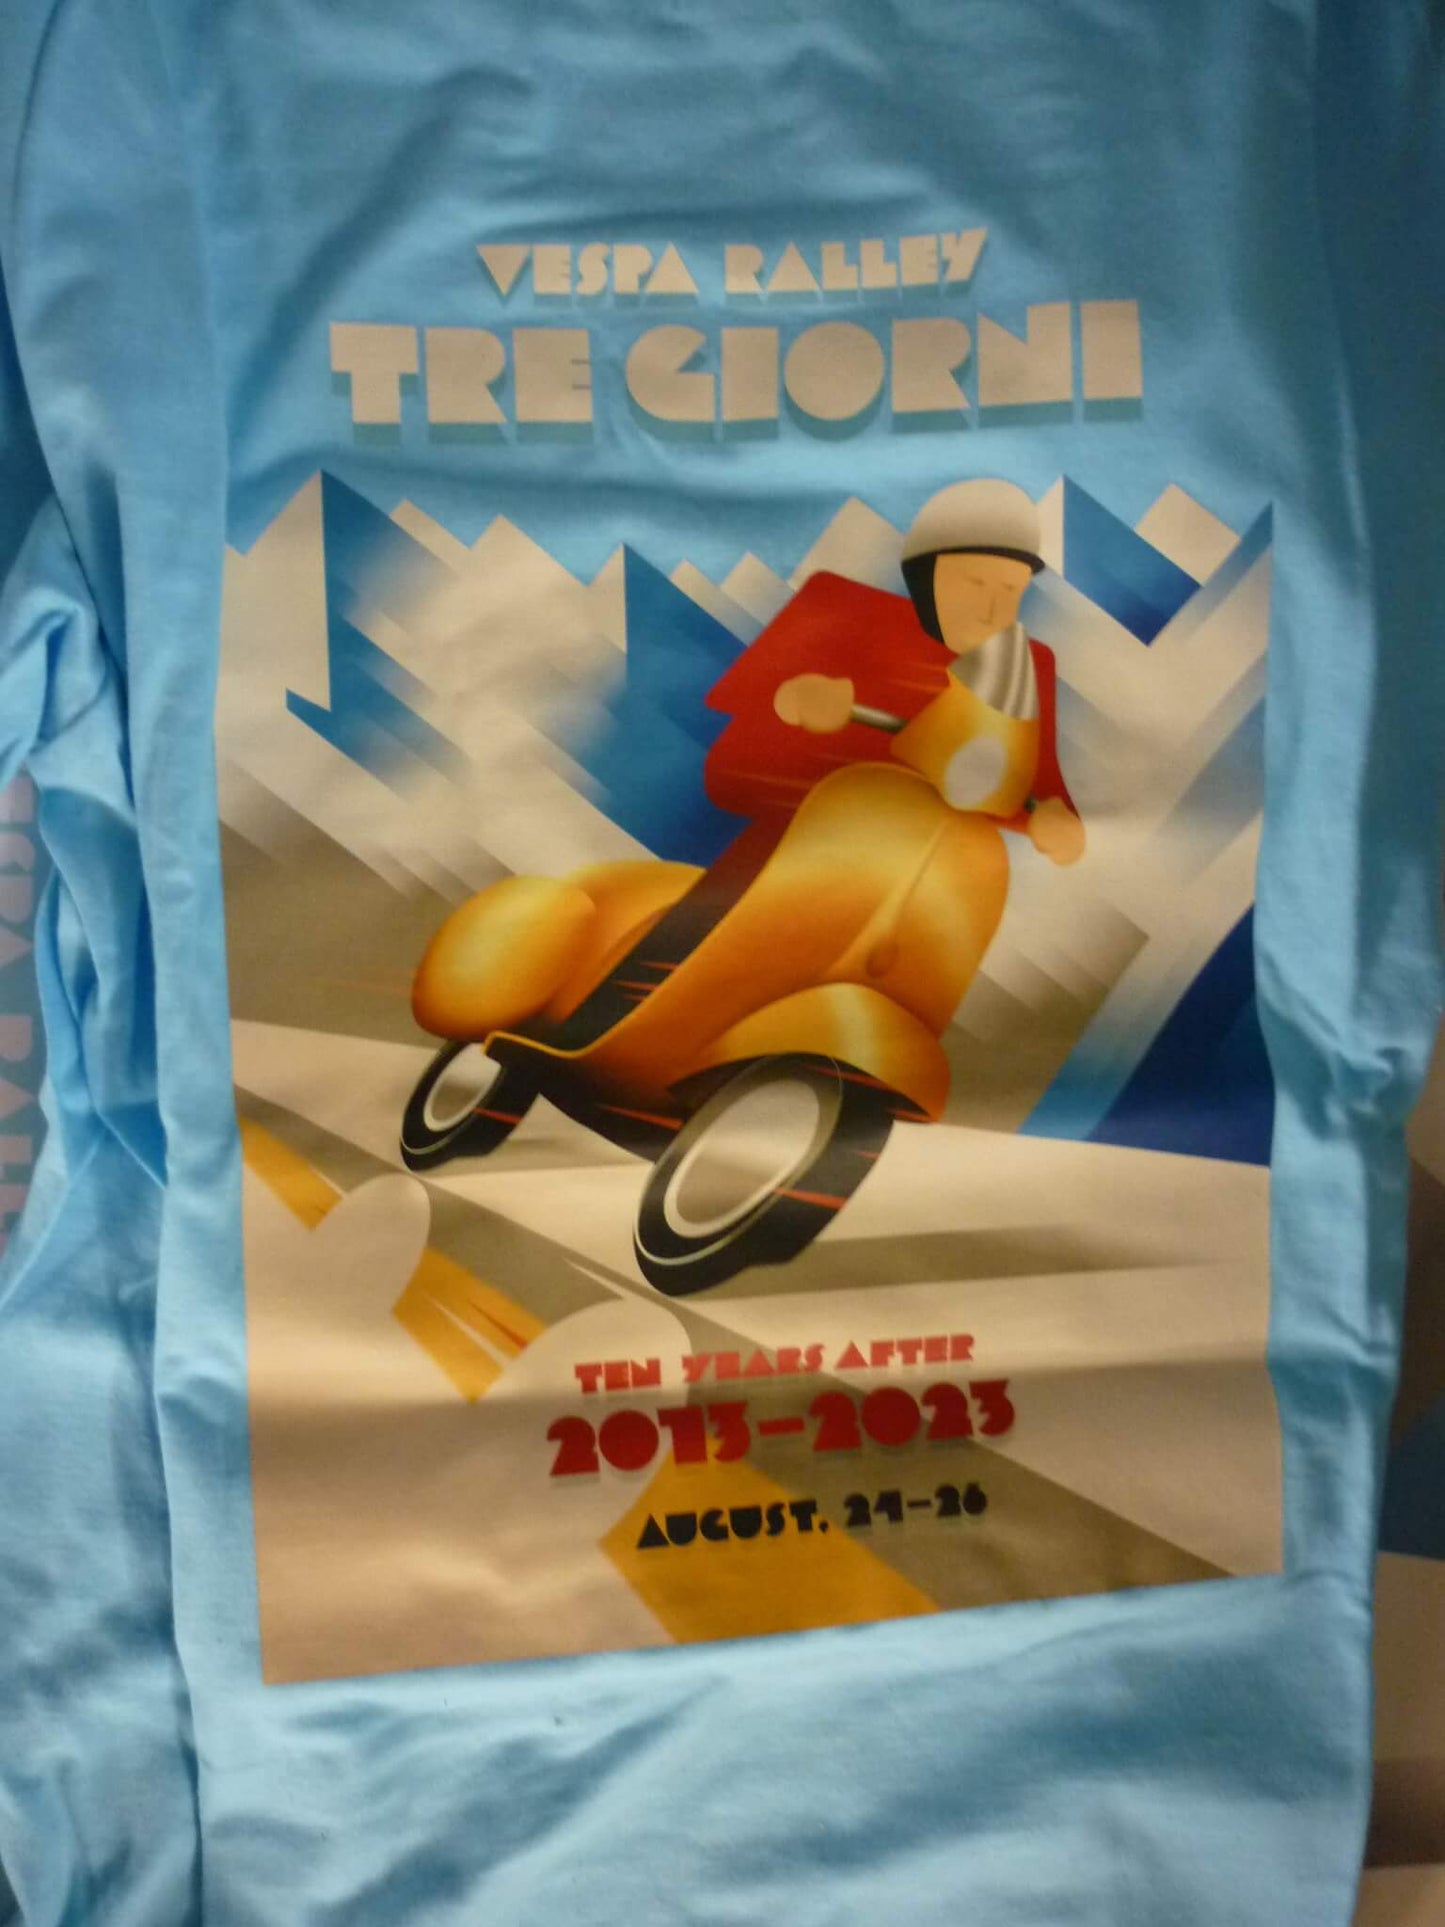 VESPA RALLEY
TRE GIORNI
TEN YEARS AFTER
2013–2023
AUGUST, 24–26